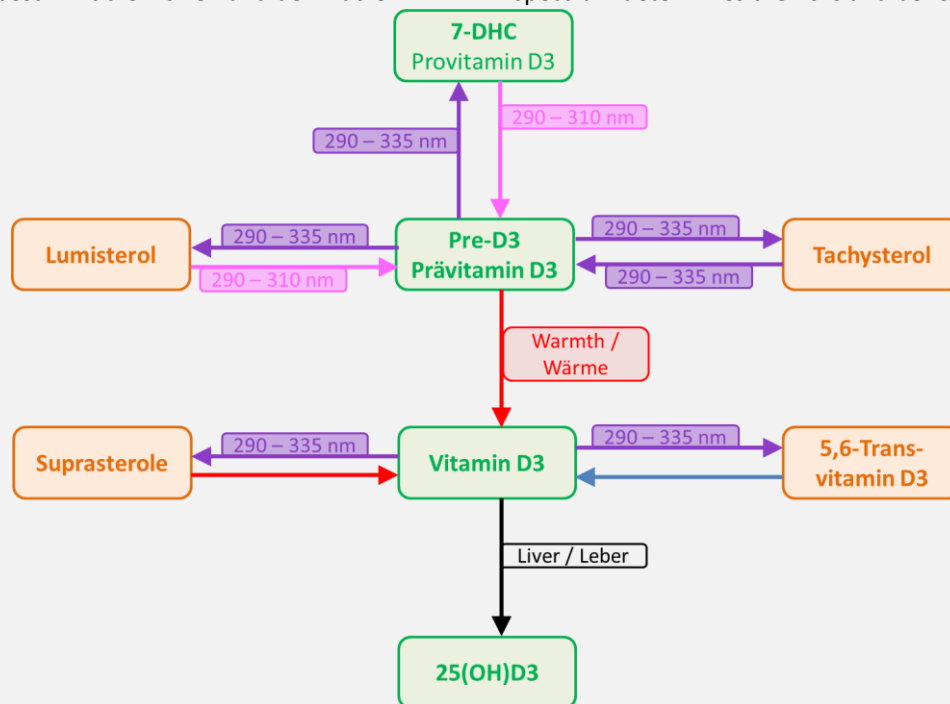 7-DHC
Provitamin D3
290 – 310 nm
290 – 335 nm
290 – 335 nm
Pre-D3
Prävitamin D3
290 – 335 nm
Lumisterol
Tachysterol
290 – 310 nm
290 – 335 nm
Warmth /
Wärme
290 – 335 nm
290 – 335 nm
Suprasterole
Vitamin D3
5,6-Trans-
vitamin D3
Liver / Leber
25(OH)D3